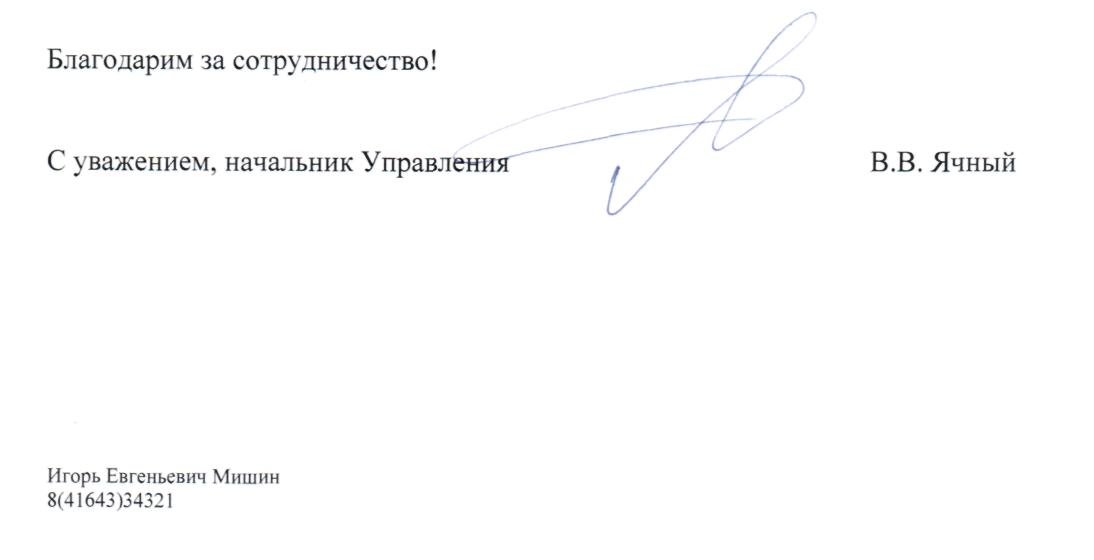 Благодарим за сотрудничество!
С уважением, начальник Управления В.В. Ячный
Игорь Евгеньевич Мишин
8(41643)34321